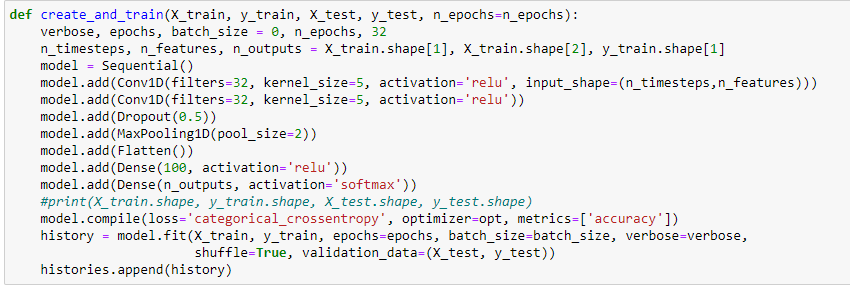 def create_and_train(X_train, y_train, X_test, y_test, n_epochs=n_epochs):
    verbose, epochs, batch_size = 0, n_epochs, 32
    n_timesteps, n_features, n_outputs = X_train.shape[1], X_train.shape[2], y_train.shape[1]
    model = Sequential()
    model.add(Conv1D(filters=32, kernel_size=5, activation='relu', input_shape=(n_timesteps,n_features)))
    model.add(Conv1D(filters=32, kernel_size=5, activation='relu'))
    model.add(Dropout(0.5))
    model.add(MaxPooling1D(pool_size=2))
    model.add(Flatten())
    model.add(Dense(100, activation='relu'))
    model.add(Dense(n_outputs, activation='softmax'))
    #print(X_train.shape, y_train.shape, X_test.shape, y_test.shape)
    model.compile(loss='categorical_crossentropy', optimizer=opt, metrics=['accuracy'])
    history = model.fit(X_train, y_train, epochs=epochs, batch_size=batch_size, verbose=verbose,
                        shuffle=True, validation_data=(X_test, y_test))
    histories.append(history)